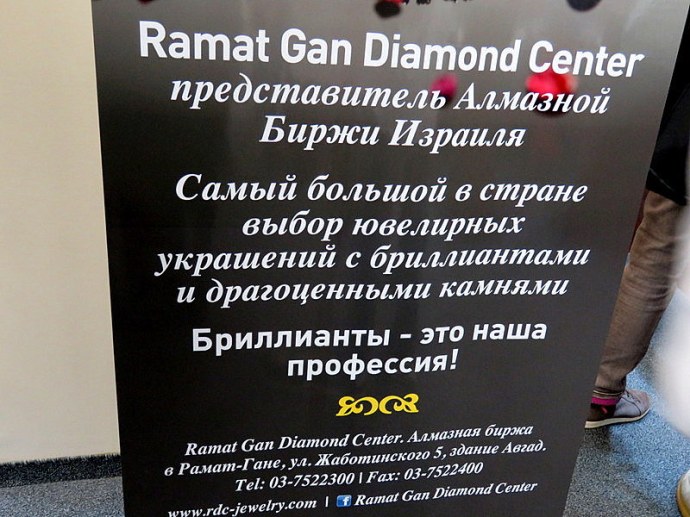 Ramat Gan Diamond Center
представитель Алмазной
Биржи Израиля
Самый большой в стране
выбор ювелирных
украшений с бриллиантами
и драгоценными камнями
Бриллианты - это наша
профессия!
Ramat Gan Diamond Center. Алмазная биржа
в Рамат-Гане, ул. Жаботинского 5, здание Авгад.
Tel: 03-7522300 | Fax: 03-7522400
www.rdc-jewelry.com | f Ramat Gan Diamond Center